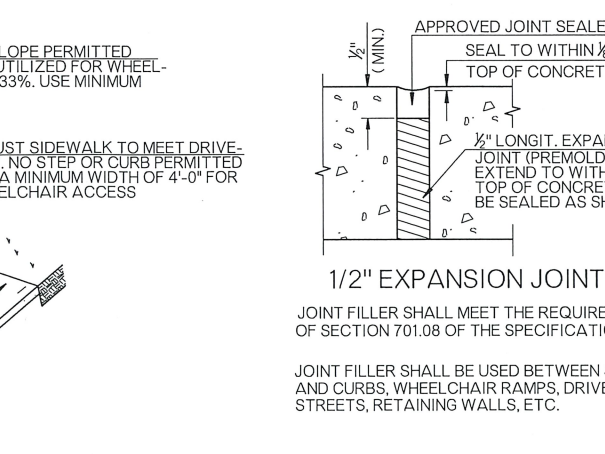 LOPE PERMITTED
UTILIZED FOR WHEEL-
33%. USE MINIMUM
UST SIDEWALK TO MEET DRIVE-
. NO STEP OR CURB PERMITTED
A MINIMUM WIDTH OF 4'-0" FOR
ELCHAIR ACCESS
½" (MIN.)
APPROVED JOINT SEALE
SEAL TO WITHIN
TOP OF CONCRET
½" LONGIT. EXPA
JOINT (PREMOLD
EXTEND TO WITH
TOP OF CONCRE
BE SEALED AS SH
1/2" EXPANSION JOINT
JOINT FILLER SHALL MEET THE REQUIRE
OF SECTION 701.08 OF THE SPECIFICATI
JOINT FILLER SHALL BE USED BETWEEN
AND CURBS, WHEELCHAIR RAMPS, DRIVE
STREETS, RETAINING WALLS, ETC.